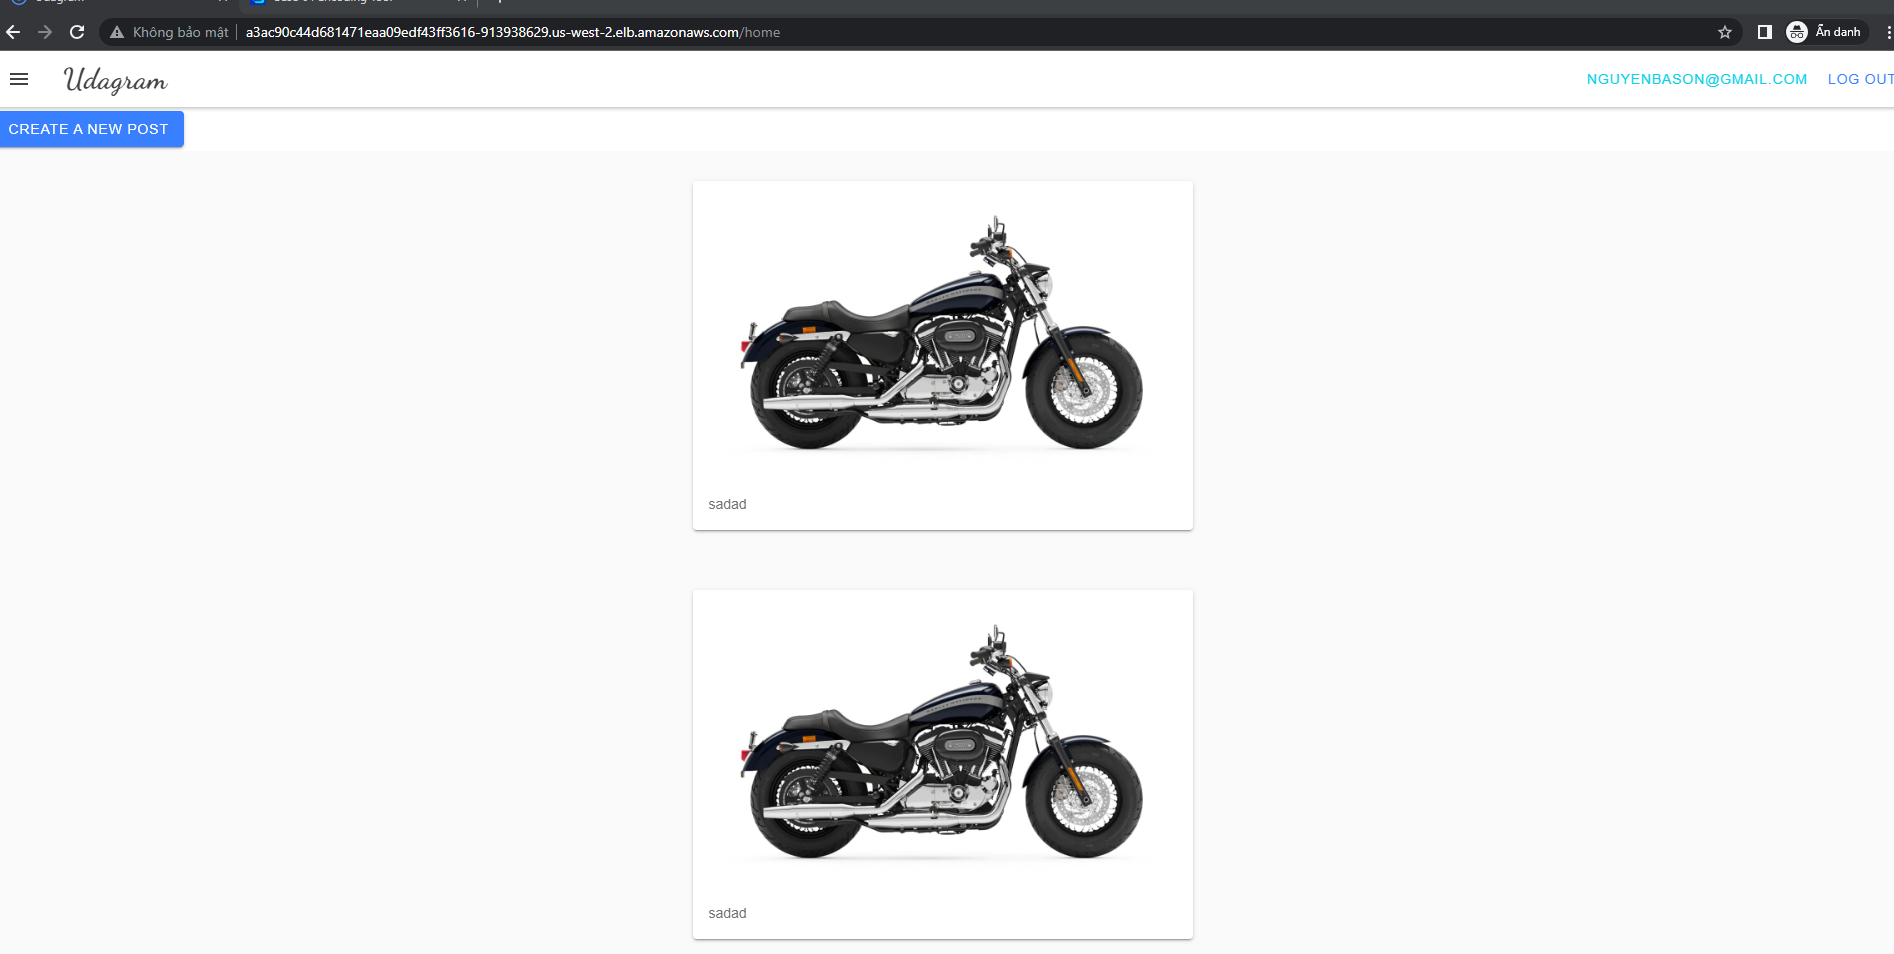 Không bảo mật a3ac90c44d681471eaa09edf43ff3616-913938629.us-west-2.elb.amazonaws.com/home Ẩn danh
Udagram NGUYENBASON@GMAIL.COM LOG OUT
CREATE A NEW POST
sadad
sadad